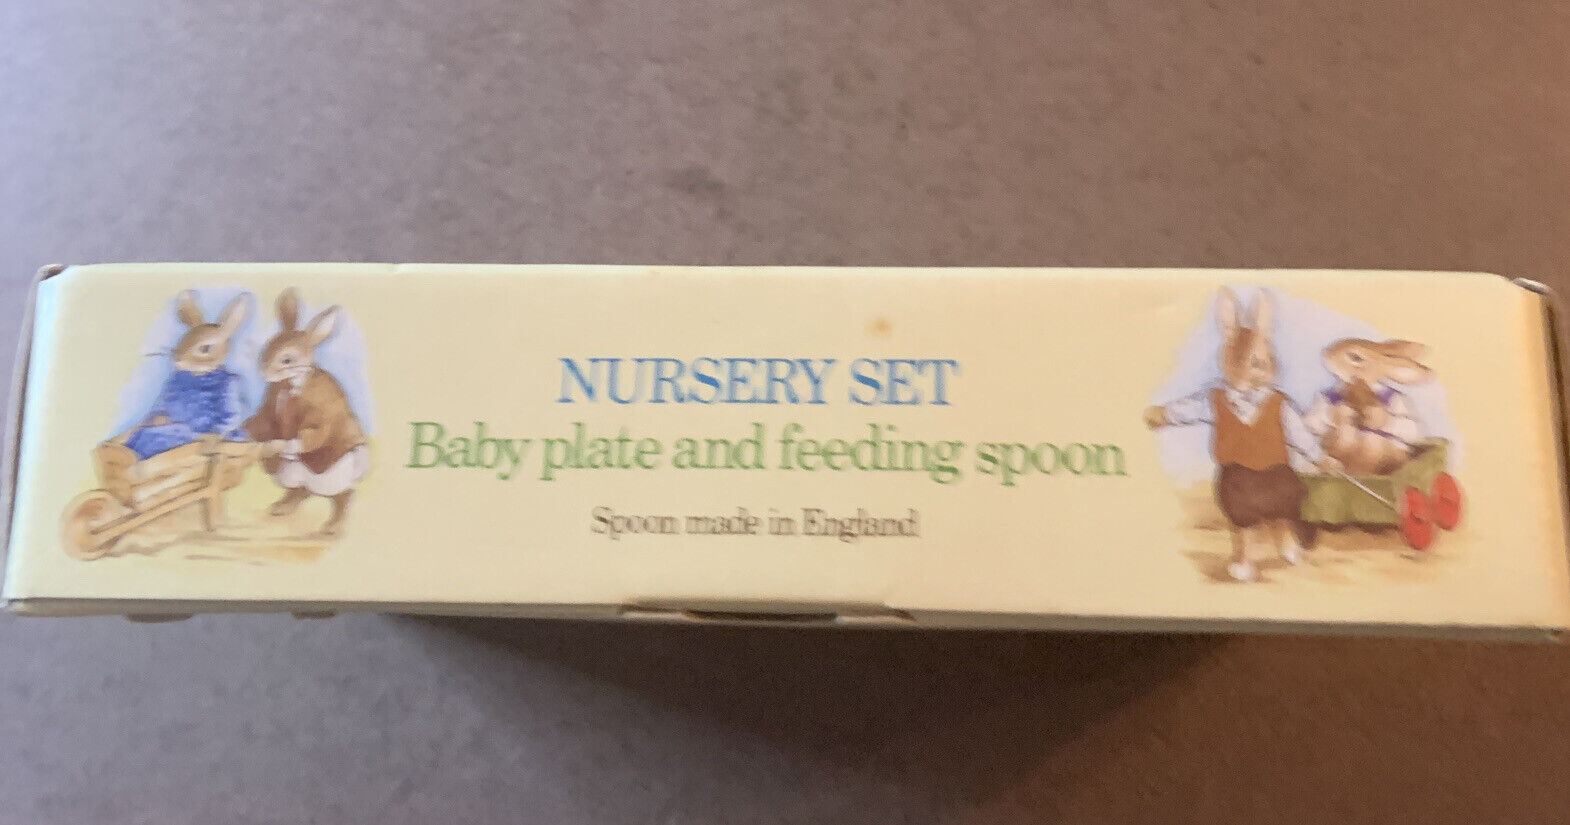 NURSERY SET
Baby plate and feeding spoon
Spoon made in England